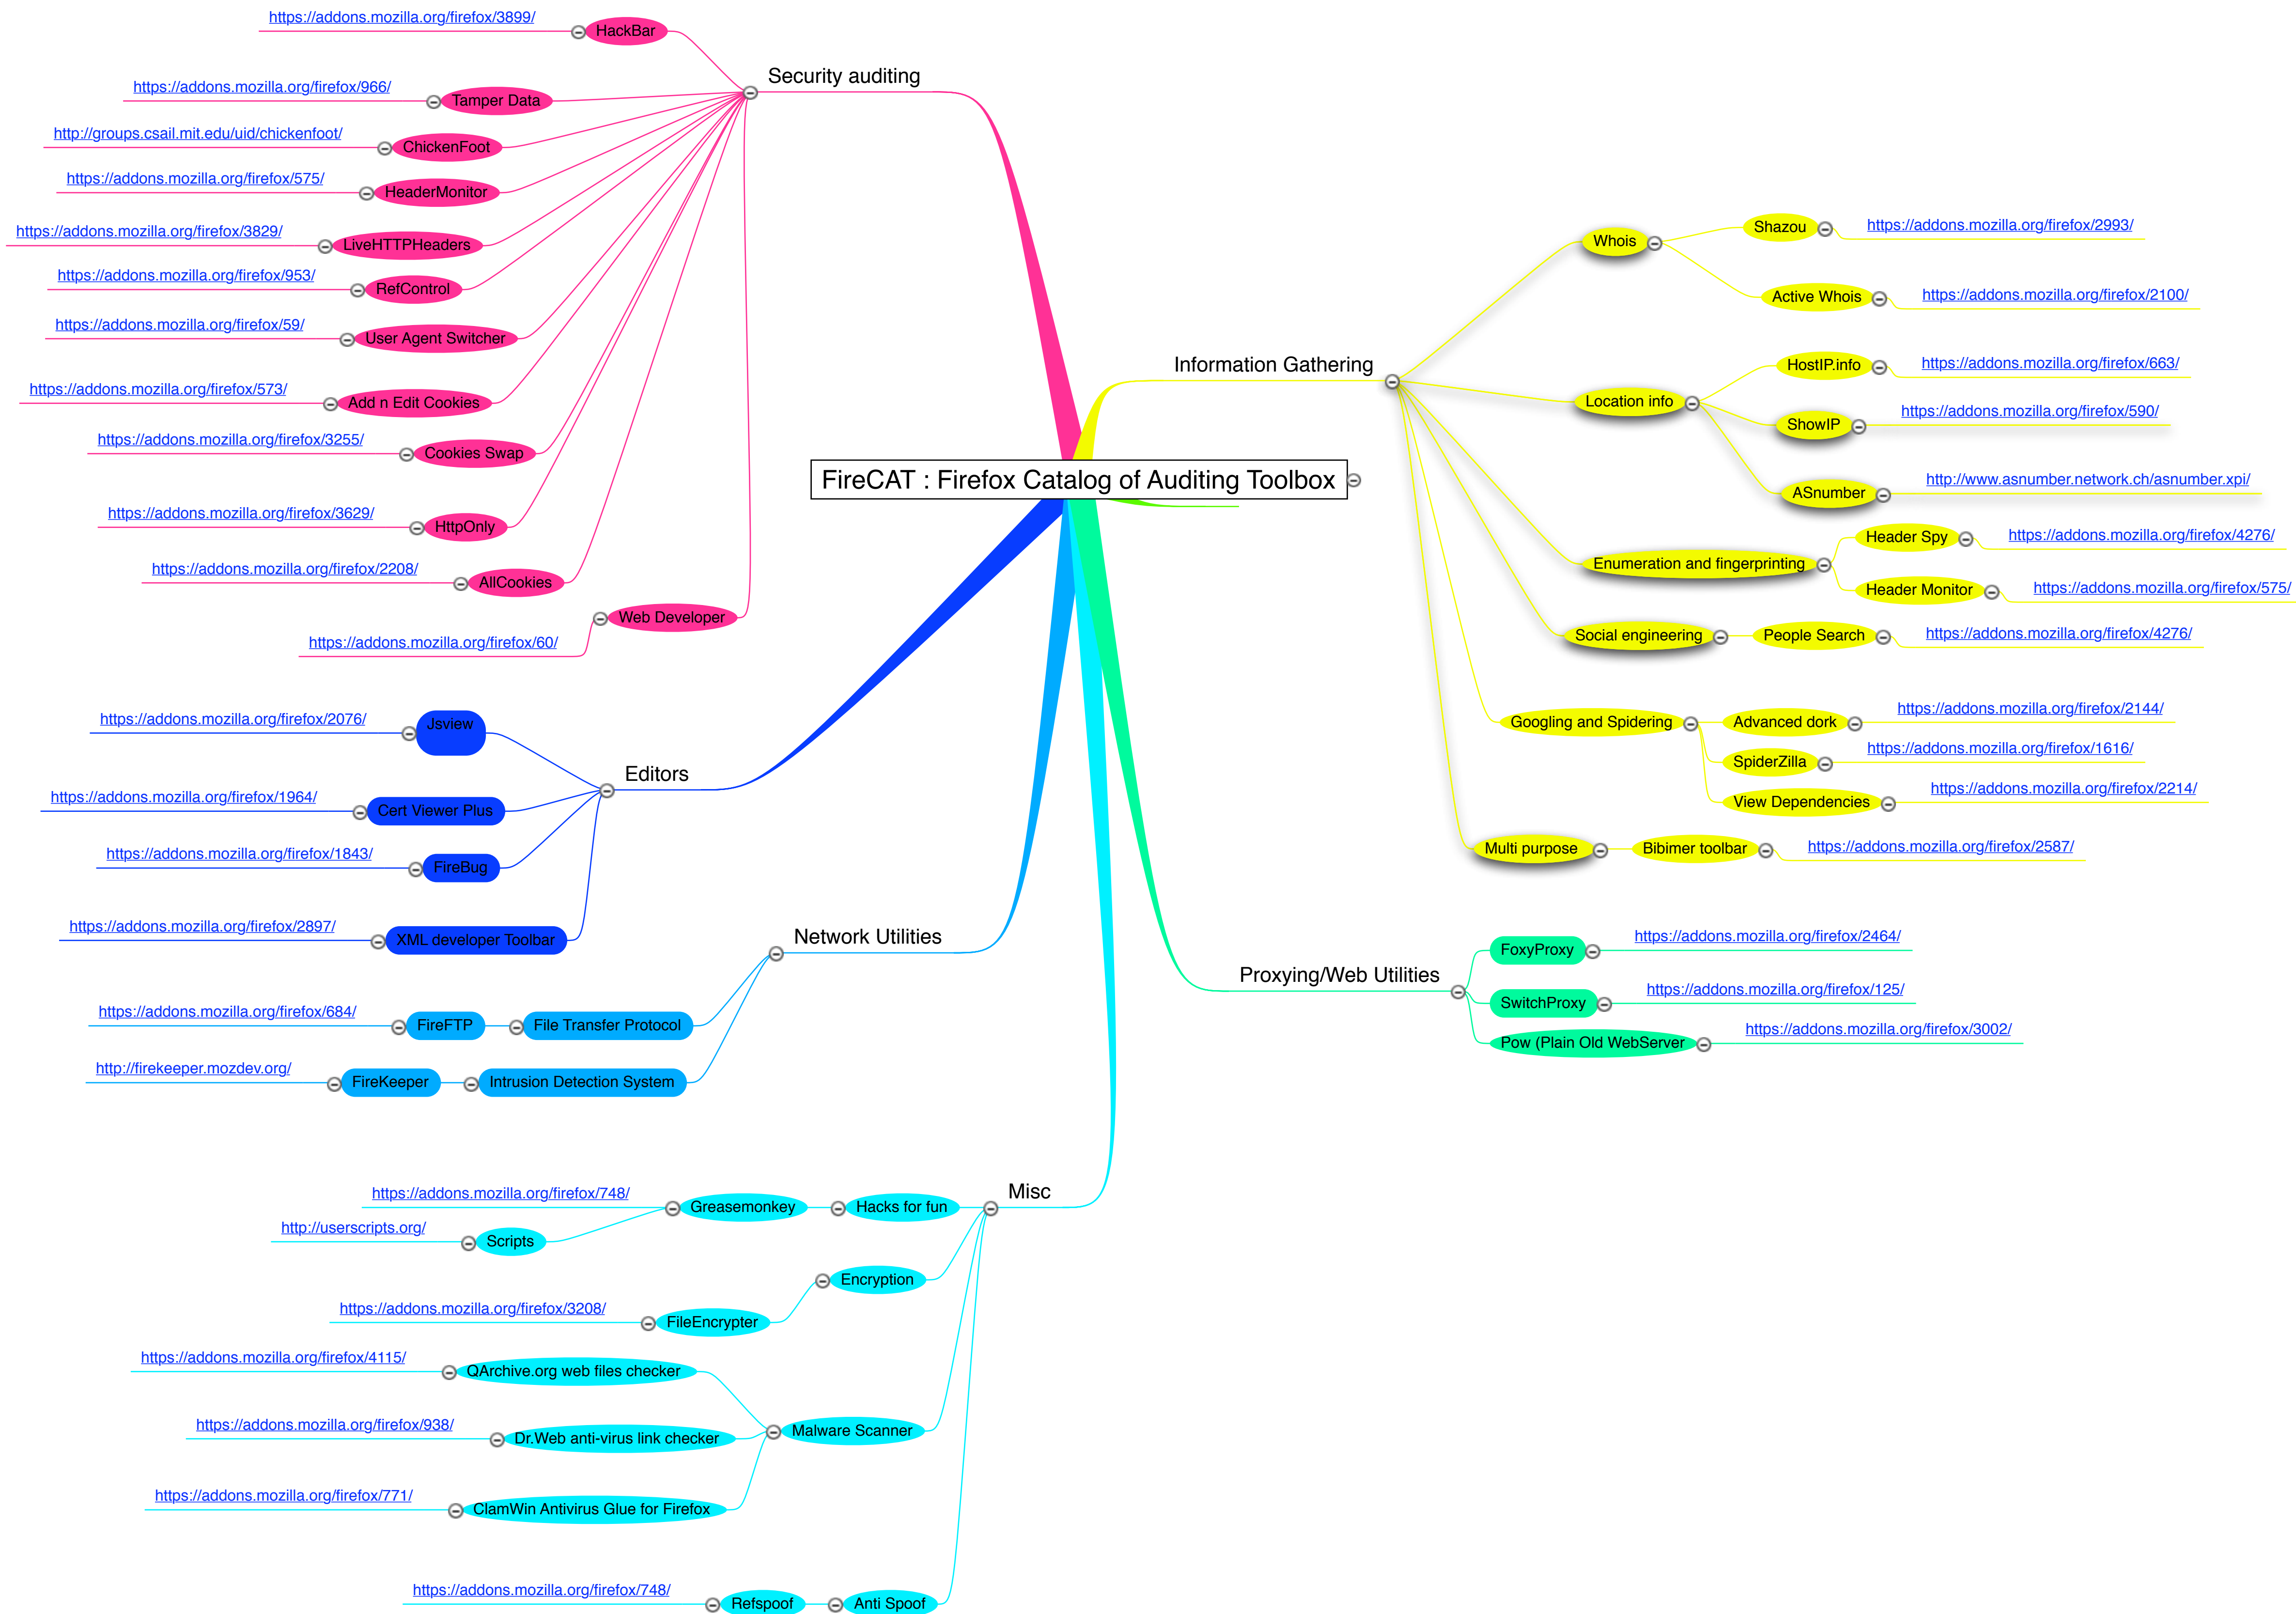 FireCAT : Firefox Catalog of Auditing Toolbox
Security auditing
HackBar
https://addons.mozilla.org/firefox/3899/
Tamper Data
https://addons.mozilla.org/firefox/966/
ChickenFoot
http://groups.csail.mit.edu/uid/chickenfoot/
HeaderMonitor
https://addons.mozilla.org/firefox/575/
LiveHTTPHeaders
https://addons.mozilla.org/firefox/3829/
RefControl
https://addons.mozilla.org/firefox/953/
User Agent Switcher
https://addons.mozilla.org/firefox/59/
Add n Edit Cookies
https://addons.mozilla.org/firefox/573/
Cookies Swap
https://addons.mozilla.org/firefox/3255/
HttpOnly
https://addons.mozilla.org/firefox/3629/
AllCookies
https://addons.mozilla.org/firefox/2208/
Web Developer
https://addons.mozilla.org/firefox/60/
Editors
Jsview
https://addons.mozilla.org/firefox/2076/
Cert Viewer Plus
https://addons.mozilla.org/firefox/1964/
FireBug
https://addons.mozilla.org/firefox/1843/
XML developer Toolbar
https://addons.mozilla.org/firefox/2897/
Network Utilities
File Transfer Protocol
FireFTP
https://addons.mozilla.org/firefox/684/
Intrusion Detection System
FireKeeper
http://firekeeper.mozdev.org/
Misc
Hacks for fun
Greasemonkey
https://addons.mozilla.org/firefox/748/
Scripts
http://userscripts.org/
Encryption
FileEncrypter
https://addons.mozilla.org/firefox/3208/
Malware Scanner
QArchive.org web files checker
https://addons.mozilla.org/firefox/4115/
Dr.Web anti-virus link checker
https://addons.mozilla.org/firefox/938/
ClamWin Antivirus Glue for Firefox
https://addons.mozilla.org/firefox/771/
Anti Spoof
Refspoof
https://addons.mozilla.org/firefox/748/
Information Gathering
Whois
Shazou
https://addons.mozilla.org/firefox/2993/
Active Whois
https://addons.mozilla.org/firefox/2100/
Location info
HostIP.info
https://addons.mozilla.org/firefox/663/
ShowIP
https://addons.mozilla.org/firefox/590/
ASnumber
http://www.asnumber.network.ch/asnumber.xpi/
Enumeration and fingerprinting
Header Spy
https://addons.mozilla.org/firefox/4276/
Header Monitor
https://addons.mozilla.org/firefox/575/
Social engineering
People Search
https://addons.mozilla.org/firefox/4276/
Googling and Spidering
Advanced dork
https://addons.mozilla.org/firefox/2144/
SpiderZilla
https://addons.mozilla.org/firefox/1616/
View Dependencies
https://addons.mozilla.org/firefox/2214/
Multi purpose
Bibimer toolbar
https://addons.mozilla.org/firefox/2587/
Proxying/Web Utilities
FoxyProxy
https://addons.mozilla.org/firefox/2464/
SwitchProxy
https://addons.mozilla.org/firefox/125/
Pow (Plain Old WebServer
https://addons.mozilla.org/firefox/3002/